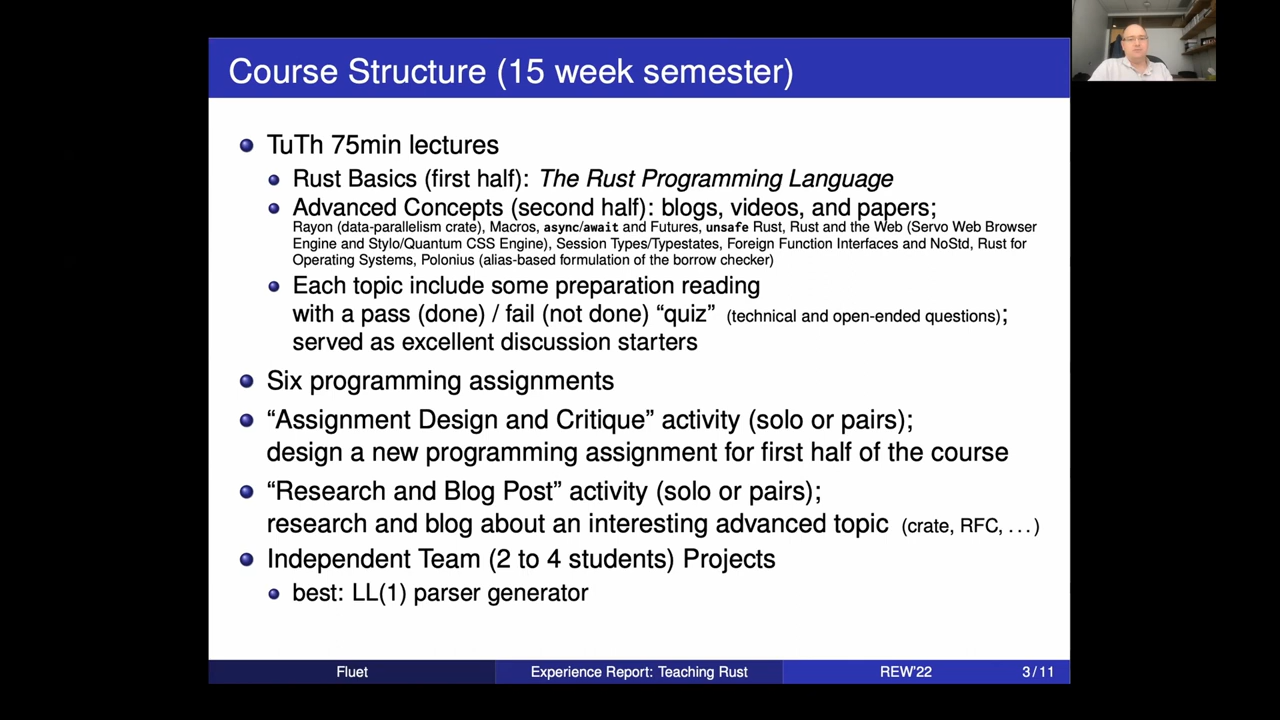 Course Structure (15 week semester)
TuTh 75min lectures
Rust Basics (first half): The Rust Programming Language
Advanced Concepts (second half): blogs, videos, and papers;
Rayon (data-parallelism crate), Macros, async/await and Futures, unsafe Rust, Rust and the Web (Servo Web Browser
Engine and Stylo/Quantum CSS Engine), Session Types/Typestates, Foreign Function Interfaces and NoStd, Rust for
Operating Systems, Polonius (alias-based formulation of the borrow checker)
Each topic include some preparation reading
with a pass (done) / fail (not done) “quiz” (technical and open-ended questions);
served as excellent discussion starters
Six programming assignments
“Assignment Design and Critique” activity (solo or pairs);
design a new programming assignment for first half of the course
“Research and Blog Post” activity (solo or pairs);
research and blog about an interesting advanced topic (crate, RFC, . . . )
Independent Team (2 to 4 students) Projects
best: LL(1) parser generator
Fluet Experience Report: Teaching Rust REW’22 3 / 11